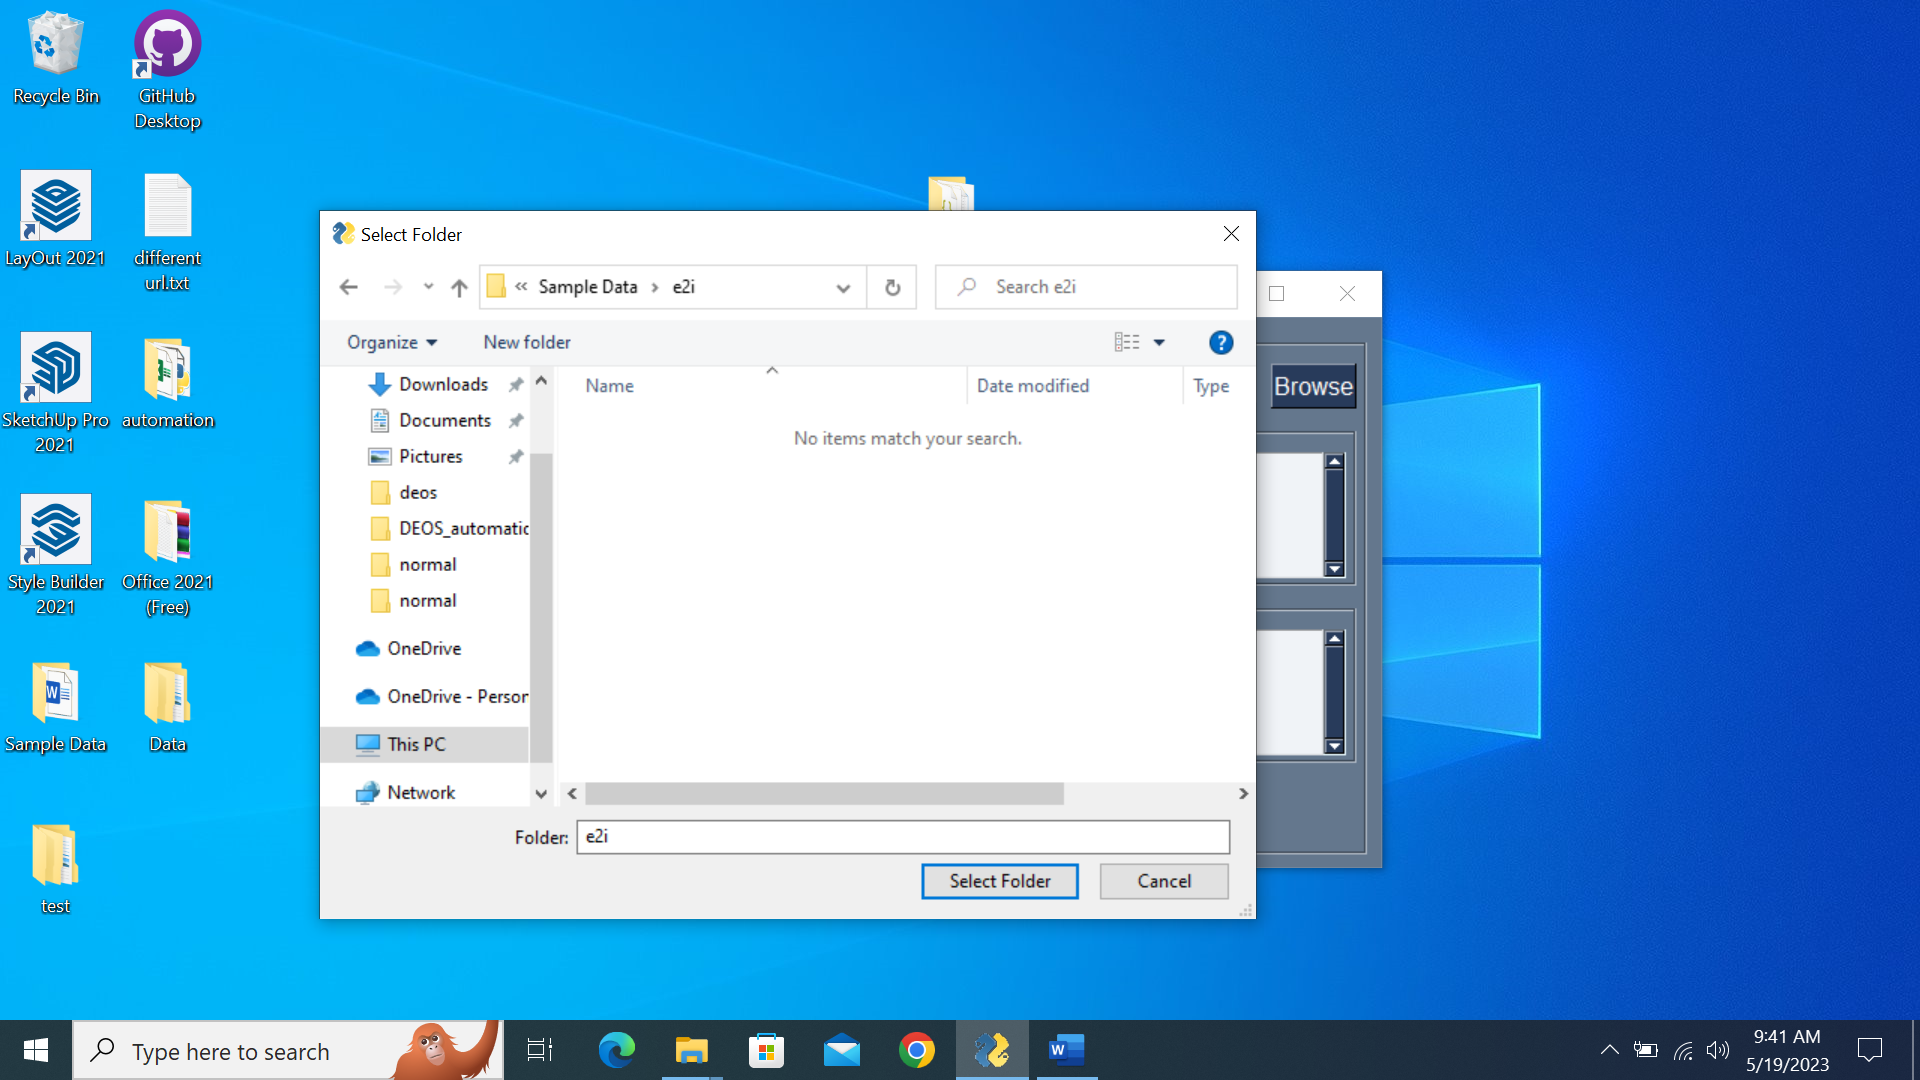 Recycle Bin
GitHub
Desktop
LayOut 2021
different
url.txt
SketchUp Pro
2021
automation
Style Builder
2021
Office 2021
(Free)
Sample Data
Data
test
Select Folder
« Sample Data > e2i
Search e2i
Organize
New folder
?
Downloads
Documents
Pictures
deos
DEOS_automatic
normal
normal
OneDrive
OneDrive - Person
This PC
Network
Name
Date modified
Type
No items match your search.
Folder: e2i
Select Folder
Cancel
Browse
Type here to search
9:41 AM
5/19/2023